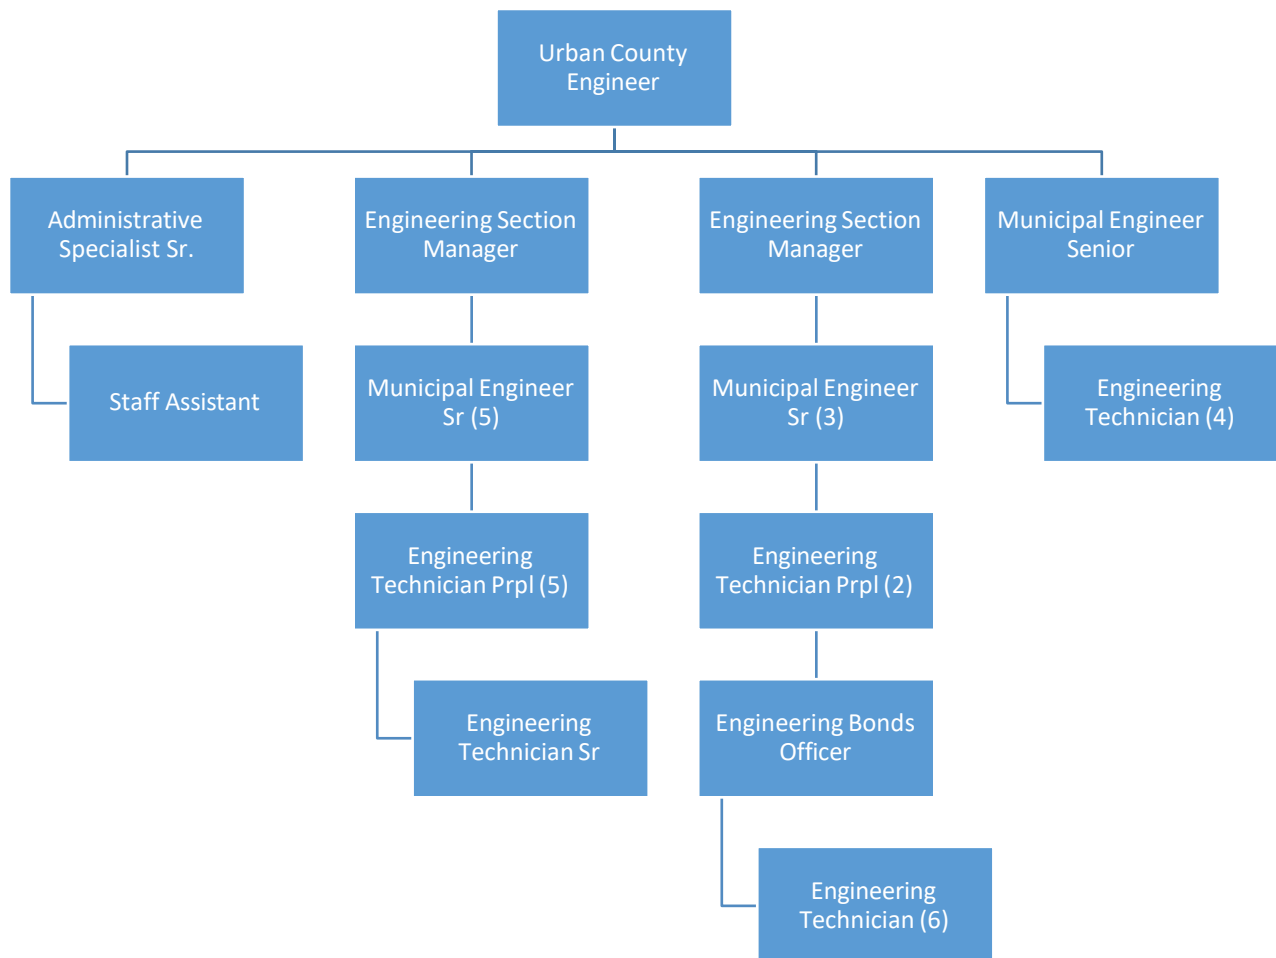 Urban County
Engineer
Administrative
Specialist Sr.
Engineering Section
Manager
Engineering Section
Manager
Municipal Engineer
Senior
Staff Assistant
Municipal Engineer
Sr (5)
Municipal Engineer
Sr (3)
Engineering
Technician (4)
Engineering
Technician Prpl (5)
Engineering
Technician Prpl (2)
Engineering
Technician Sr
Engineering Bonds
Officer
Engineering
Technician (6)